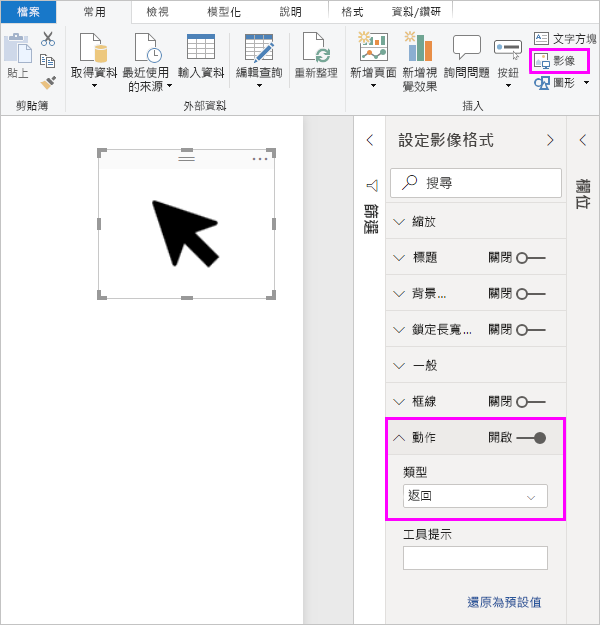 檔案 常用 檢視 模型化 說明 格式 資料/鑽研
貼上
剪貼簿
取得資料
最近使用
的來源
輸入資料
編輯查詢
重新整理
外部資料
新增頁面
新增視
覺效果
詢問問題
按鈕
文字方塊
影像
圖形
插入
篩選
設定影像格式
搜尋
縮放
標題 關閉
背景... 關閉
鎖定長寬... 關閉
一般
框線 關閉
動作 開啟
類型
返回
工具提示
還原為預設值
欄位